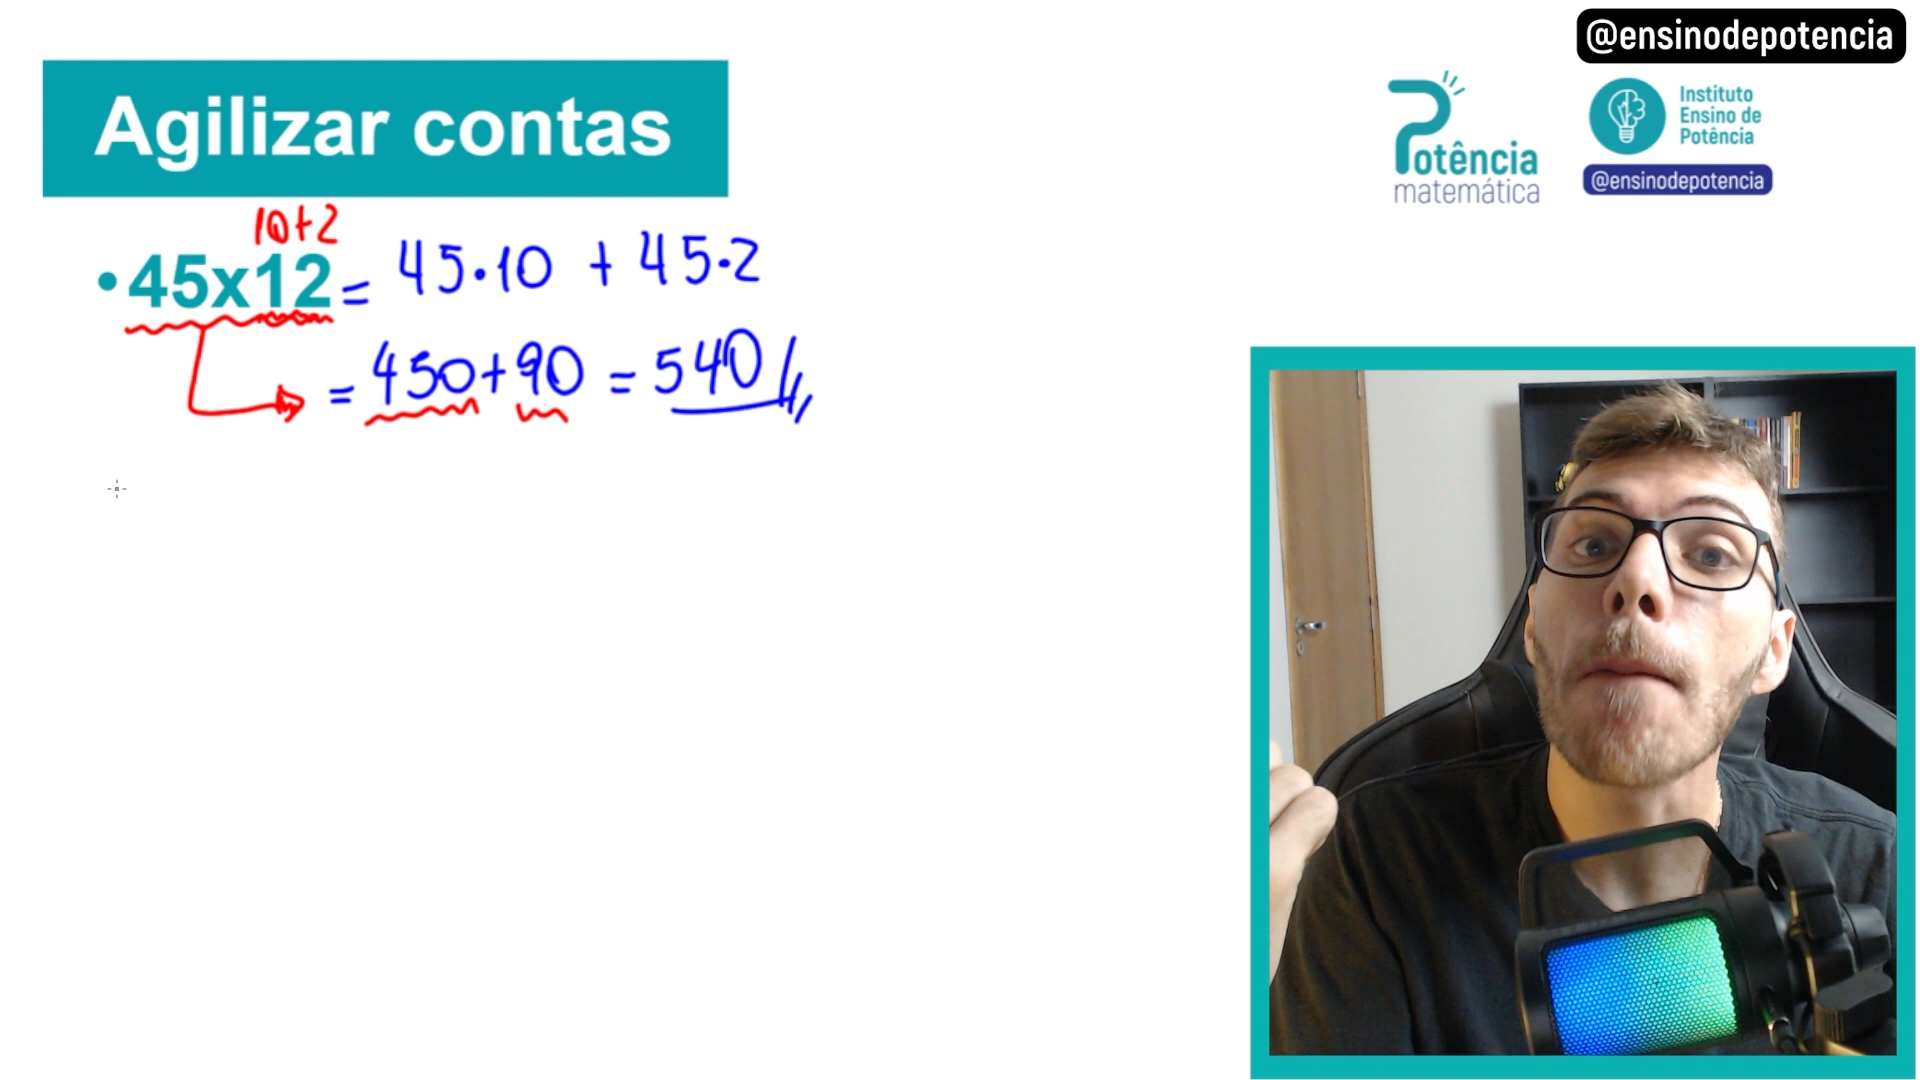 @ensinodepotencia
Agilizar contas
Potência
matemática
Instituto
Ensino de
Potência
@ensinodepotencia
10+2
• 45x12 = 45·10 + 45·2
= 450+90 = 540